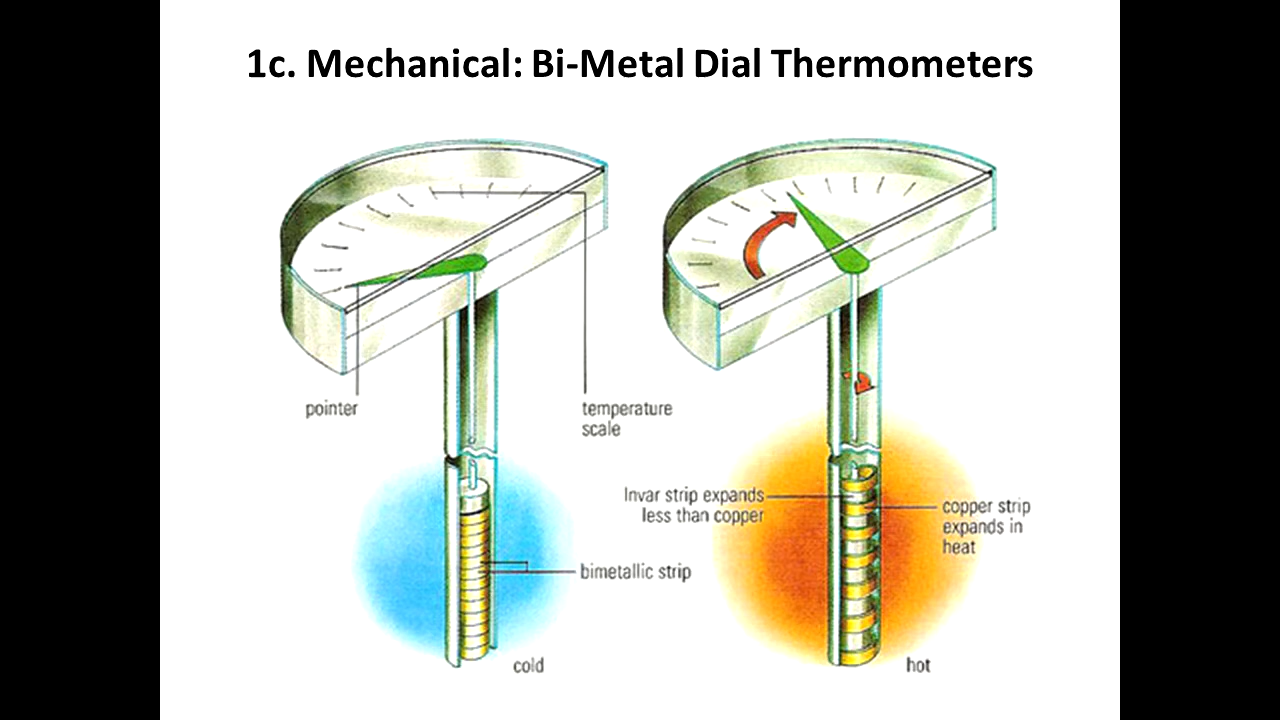 1c. Mechanical: Bi-Metal Dial Thermometers
pointer
temperature
scale
bimetallic strip
cold
Invar strip expands
less than copper
copper strip
expands in
heat
hot